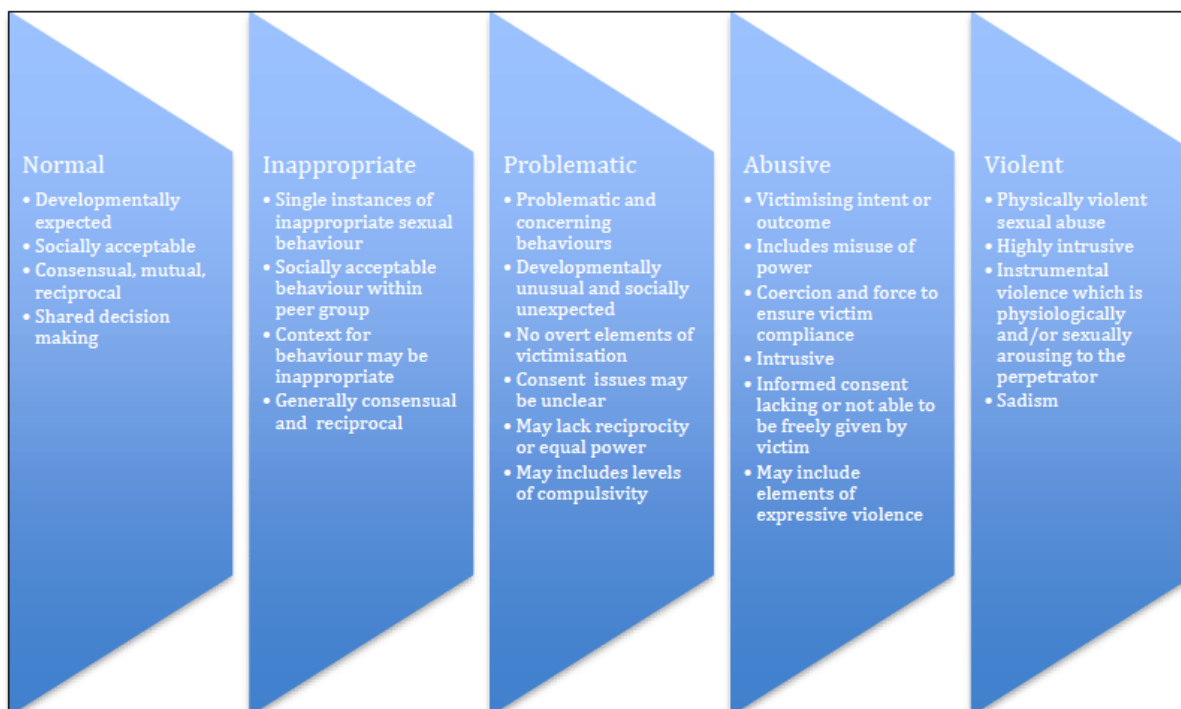 Normal
• Developmentally
expected
• Socially acceptable
• Consensual, mutual,
reciprocal
• Shared decision
making
Inappropriate
• Single instances of
inappropriate sexual
behaviour
• Socially acceptable
behaviour within
peer group
• Context for
behaviour may be
inappropriate
• Generally consensual
and reciprocal
Problematic
• Problematic and
concerning
behaviours
• Developmentally
unusual and socially
unexpected
• No overt elements of
victimisation
• Consent issues may
be unclear
• May lack reciprocity
or equal power
• May includes levels
of compulsivity
Abusive
• Victimising intent or
outcome
• Includes misuse of
power
• Coercion and force to
ensure victim
compliance
• Intrusive
• Informed consent
lacking or not able to
be freely given by
victim
• May include
elements of
expressive violence
Violent
• Physically violent
sexual abuse
• Highly intrusive
• Instrumental
violence which is
physiologically
and/or sexually
arousing to the
perpetrator
• Sadism